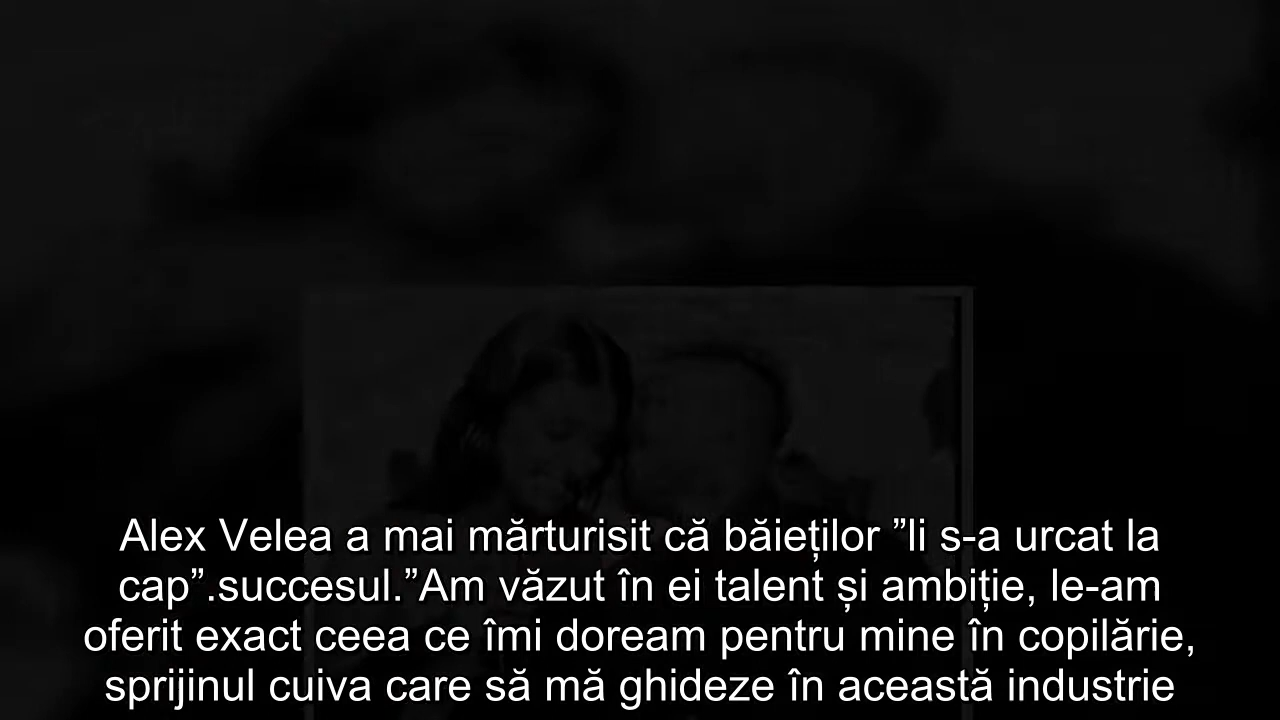 Alex Velea a mai mărturisit că băieților ”li s-a urcat la
cap”.succesul.”Am văzut în ei talent și ambiție, le-am
oferit exact ceea ce îmi doream pentru mine în copilărie,
sprijinul cuiva care să mă ghideze în această industrie